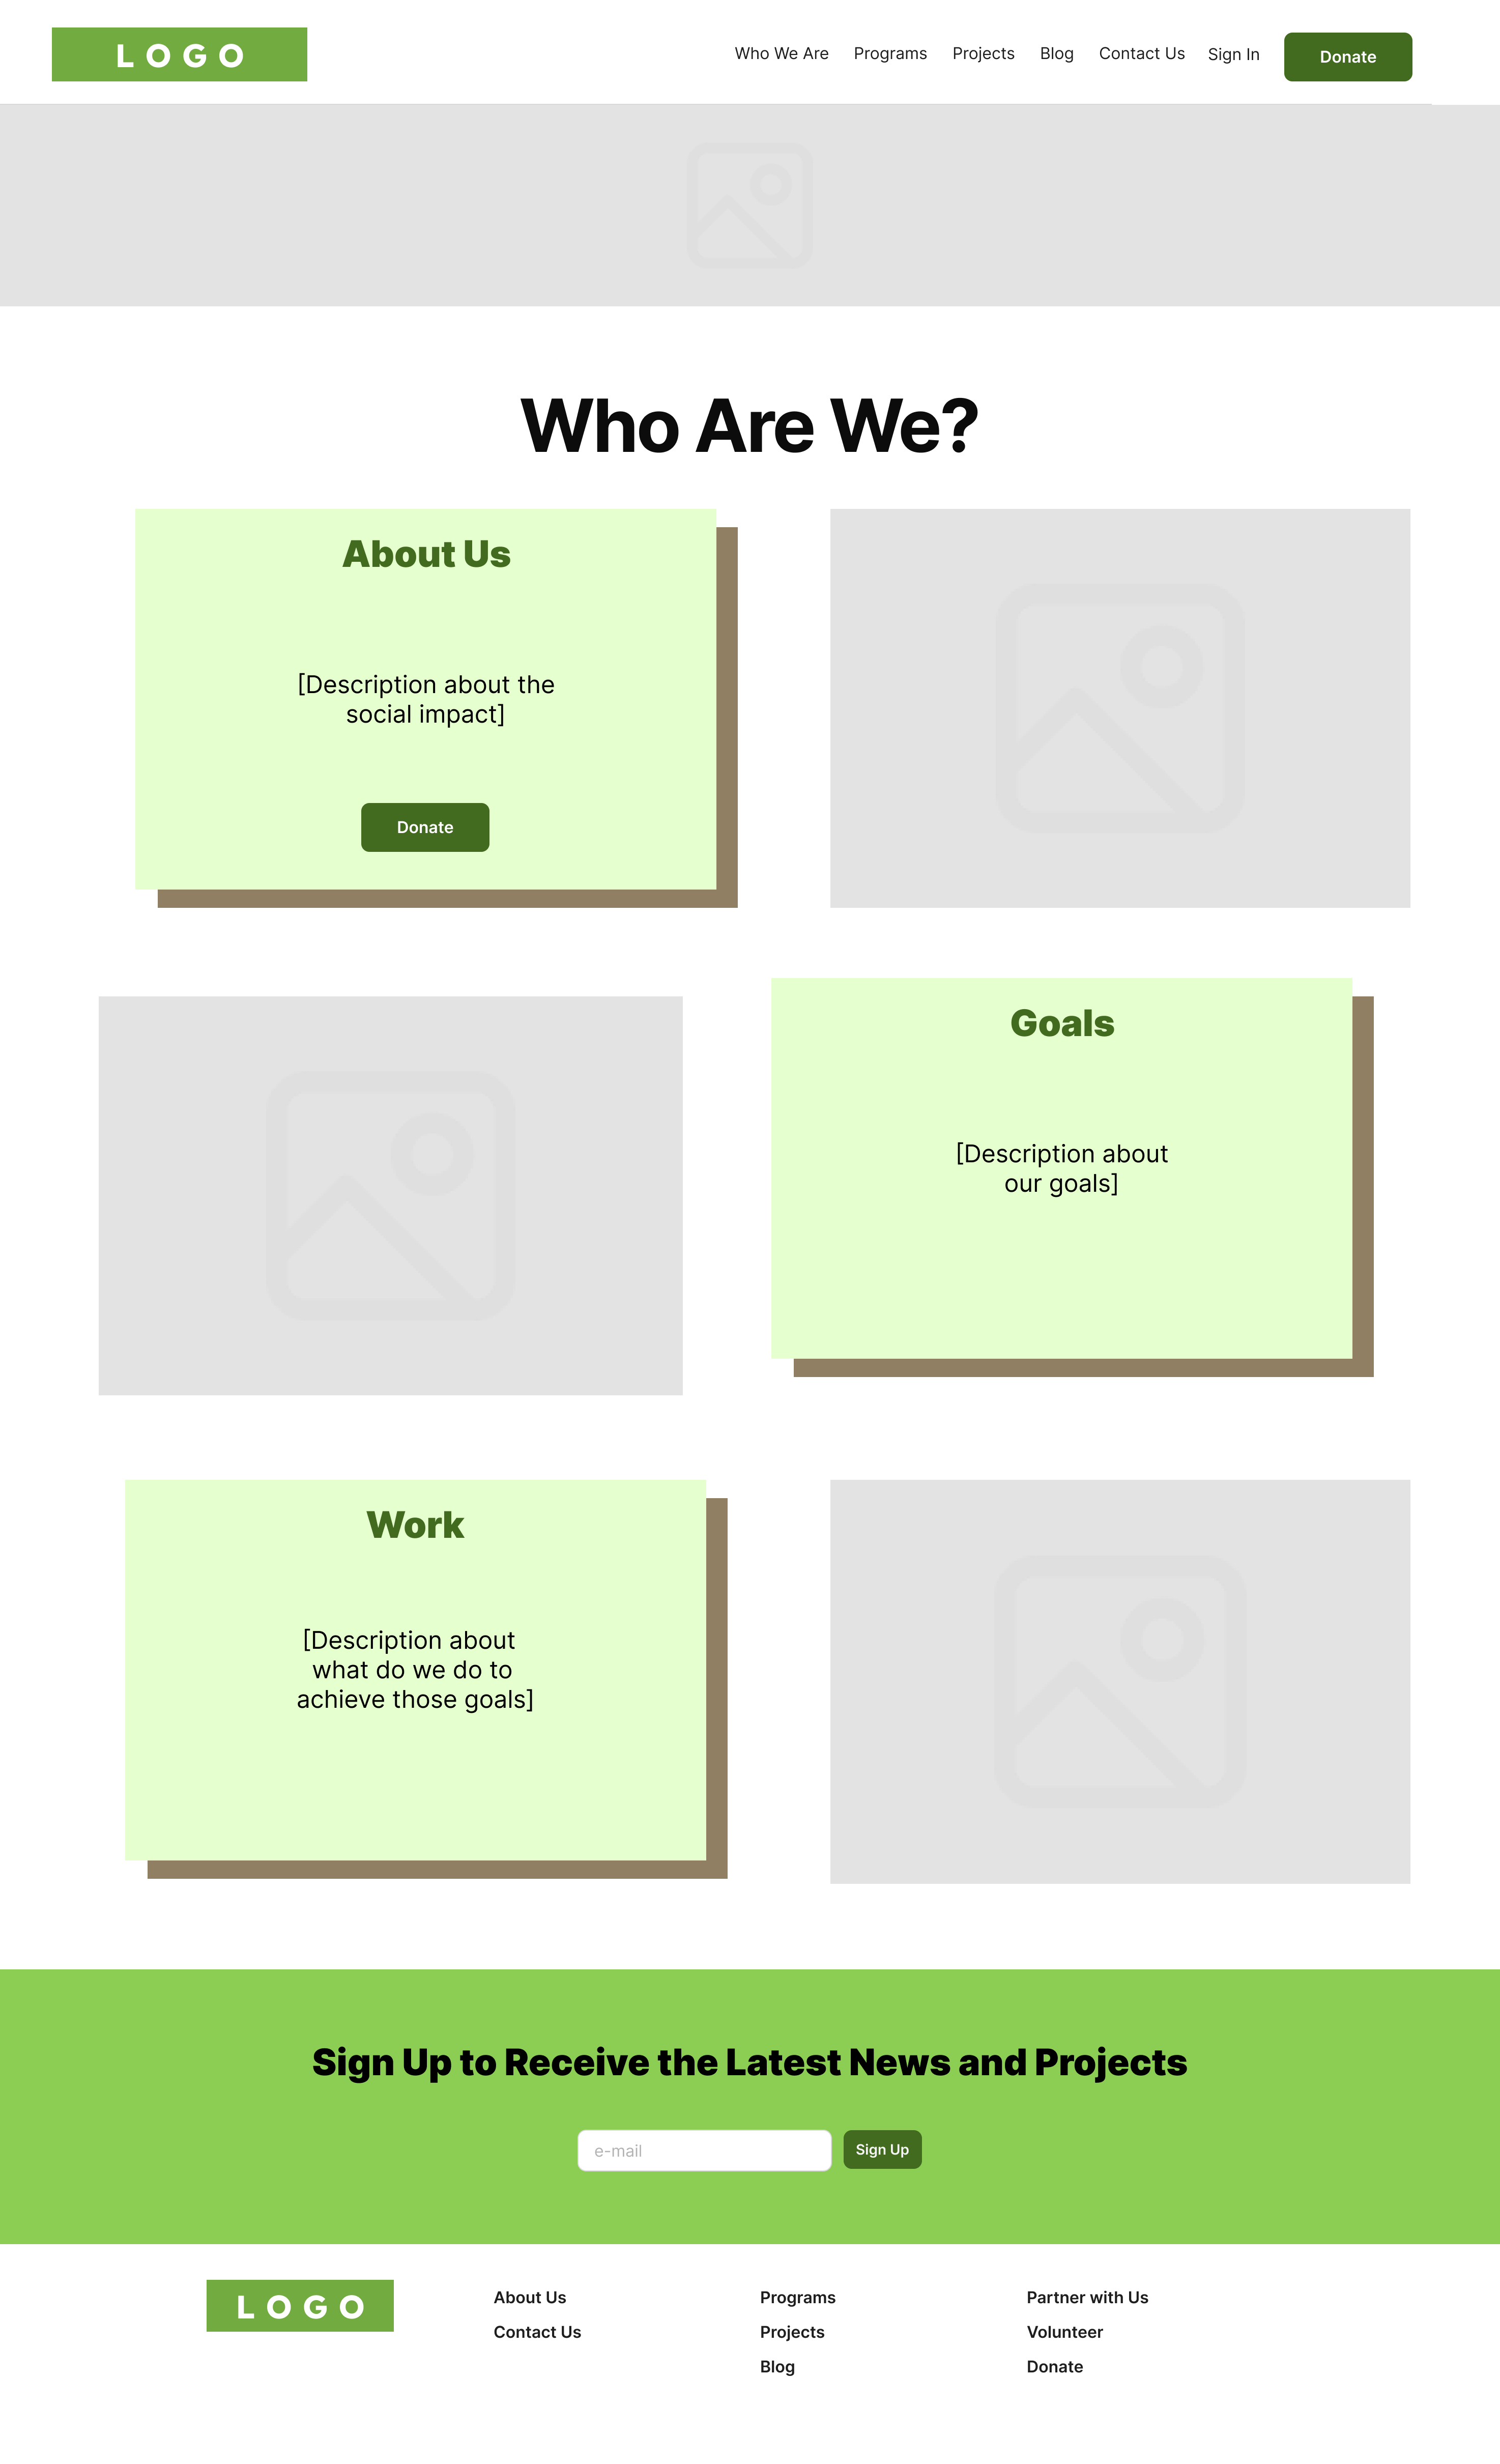 LOGO
Who We Are Programs Projects Blog Contact Us Sign In Donate
Who Are We?
About Us
[Description about the
social impact]
Donate
Goals
[Description about
our goals]
Work
[Description about
what do we do to
achieve those goals]
Sign Up to Receive the Latest News and Projects
e-mail Sign Up
LOGO
About Us
Contact Us
Programs
Projects
Blog
Partner with Us
Volunteer
Donate